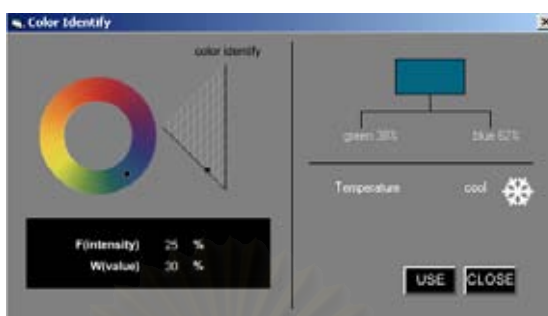 Color Identify
color identify
green 38% blue 62%
Temperature cool
F(intensity) 25 %
W(value) 30 %
USE CLOSE